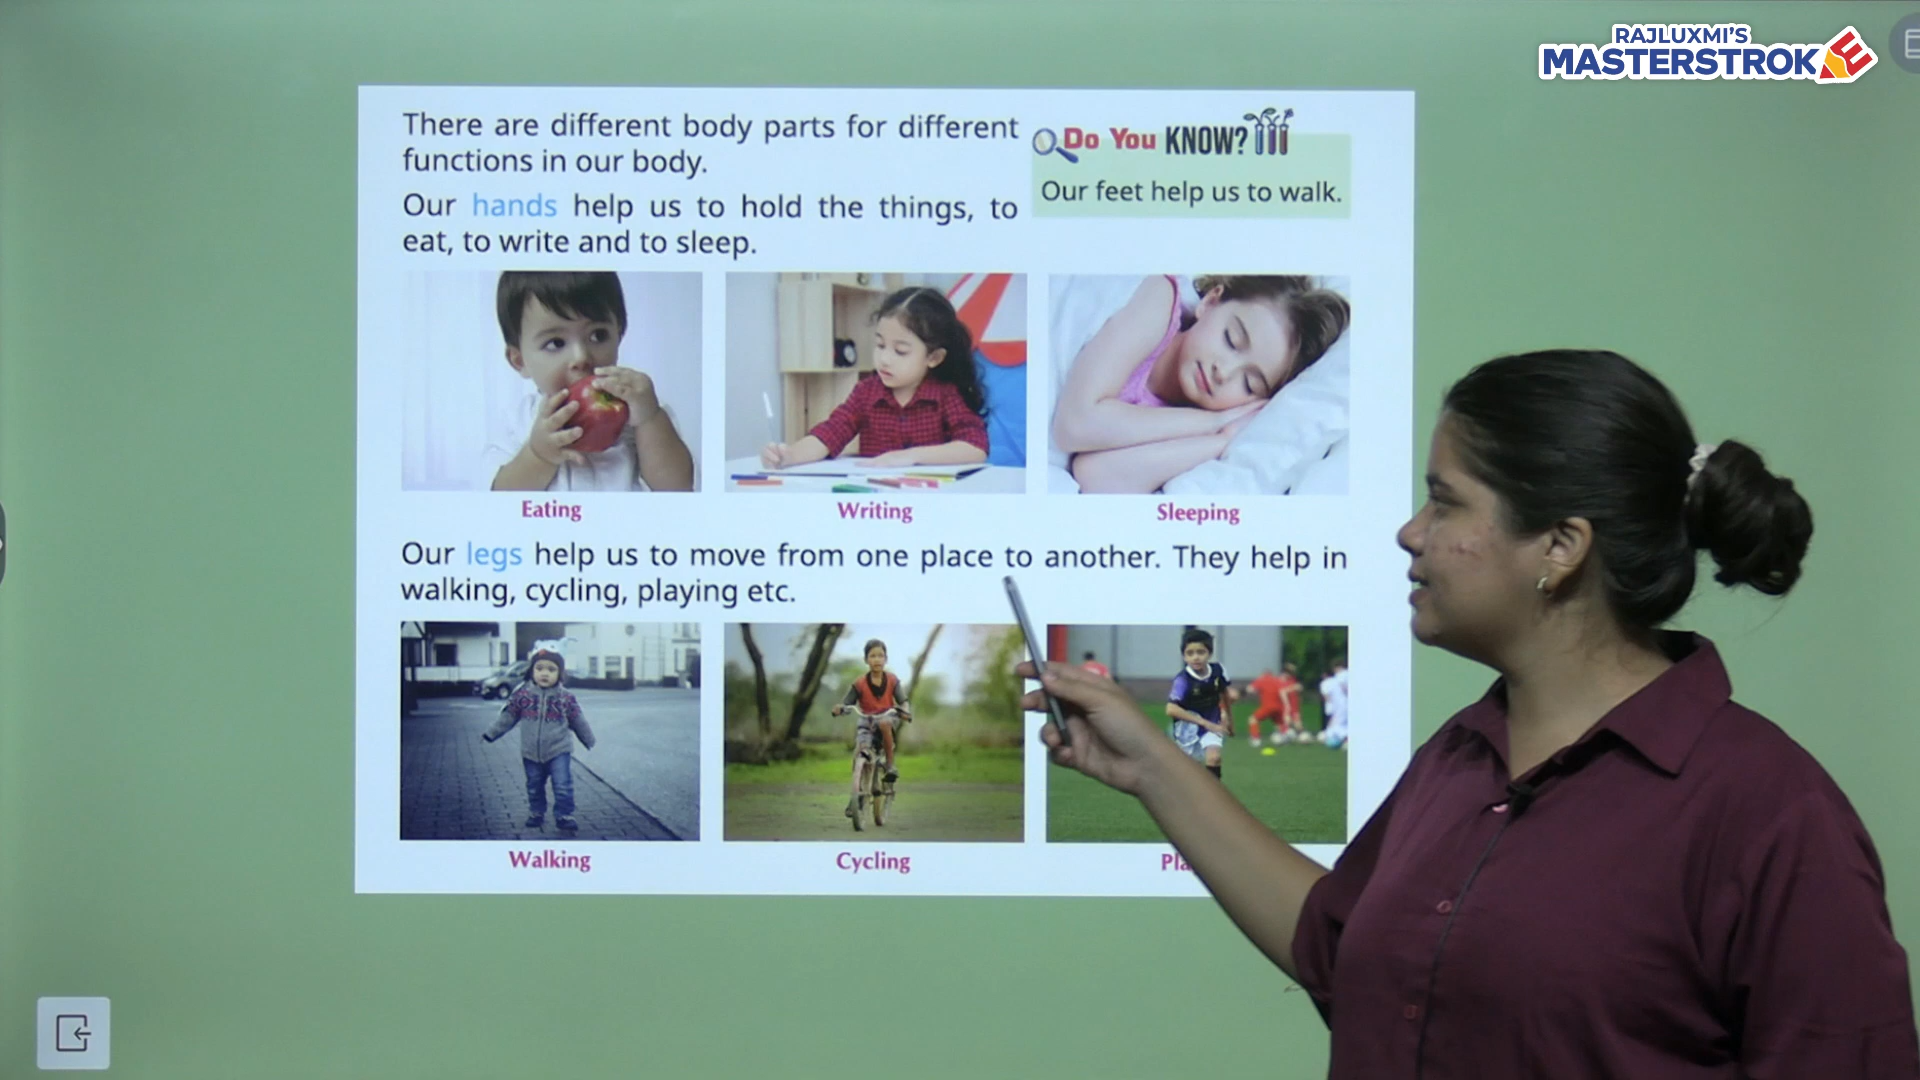 RAJLUXMI'S
MASTERSTROKE
There are different body parts for different
functions in our body.
Our hands help us to hold the things, to
eat, to write and to sleep.
Do You KNOW?
Our feet help us to walk.
Eating
Writing
Sleeping
Our legs help us to move from one place to another. They help in
walking, cycling, playing etc.
Walking
Cycling
Pla